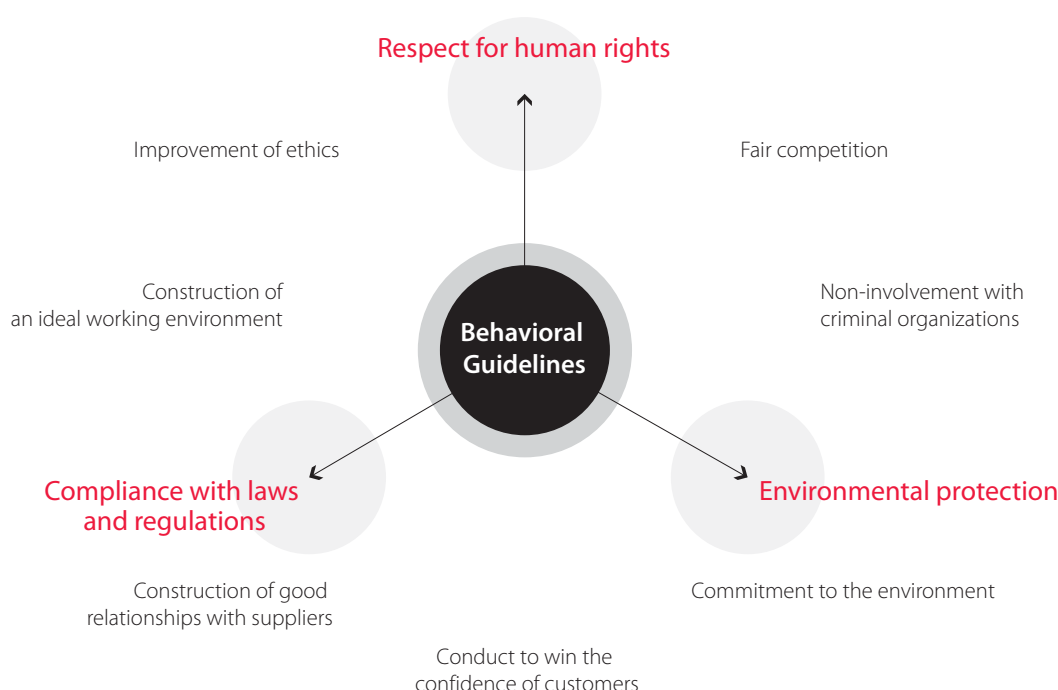 Respect for human rights
Improvement of ethics
Fair competition
Construction of
an ideal working environment
Non-involvement with
criminal organizations
Behavioral
Guidelines
Compliance with laws
and regulations
Environmental protection
Construction of good
relationships with suppliers
Commitment to the environment
Conduct to win the
confidence of customers